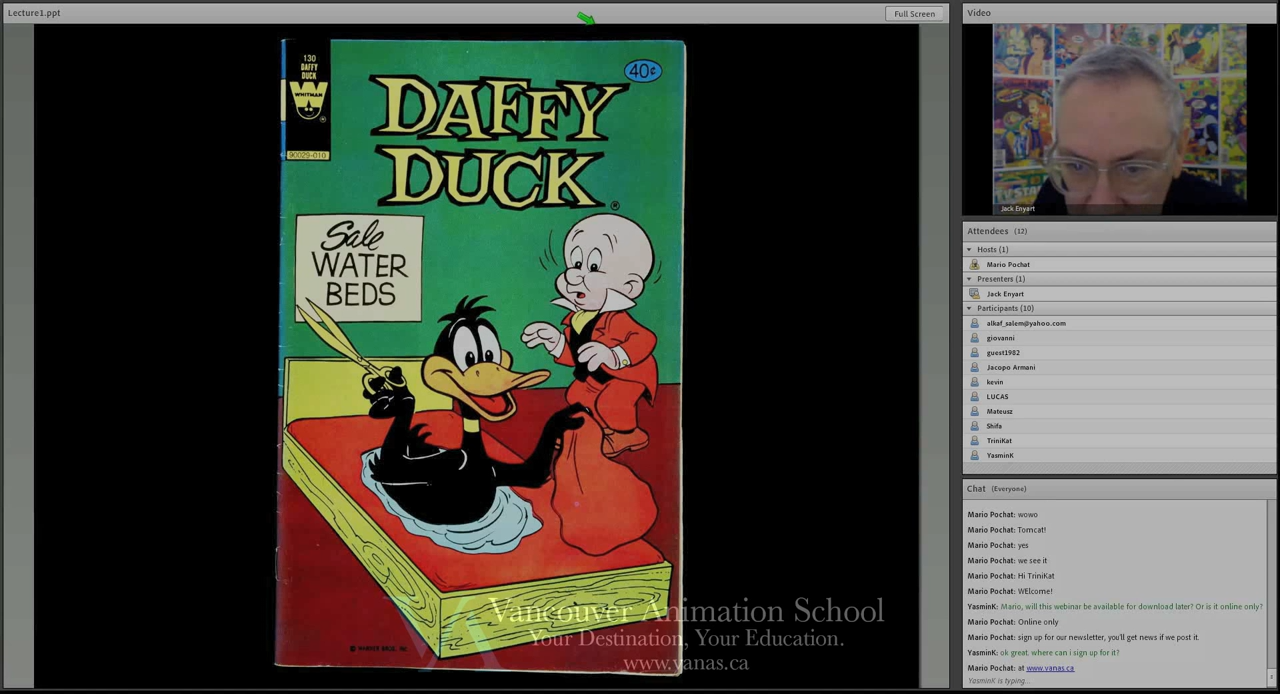 Lecture1.ppt
Full Screen
130
DAFFY
DUCK
WHITMAN
90029-010
40¢
DAFFY
DUCK
Sale
WATER
BEDS
© WARNER BROS. INC.
Vancouver Animation School
Your Destination, Your Education.
www.vanas.ca
Video
Jack Enyart
Attendees (12)
Hosts (1)
Mario Pochat
Presenters (1)
Jack Enyart
Participants (10)
alkaf_salem@yahoo.com
giovanni
guest1982
Jacopo Armani
kevin
LUCAS
Mateusz
Shifa
TriniKat
YasminK
Chat (Everyone)
Mario Pochat: wowo
Mario Pochat: Tomcat!
Mario Pochat: yes
Mario Pochat: we see it
Mario Pochat: Hi TriniKat
Mario Pochat: WElcome!
YasminK: Mario, will this webinar be available for download later? Or is it online only?
Mario Pochat: Online only
Mario Pochat: sign up for our newsletter, you'll get news if we post it.
YasminK: ok great. where can i sign up for it?
Mario Pochat: at www.vanas.ca
YasminK is typing...